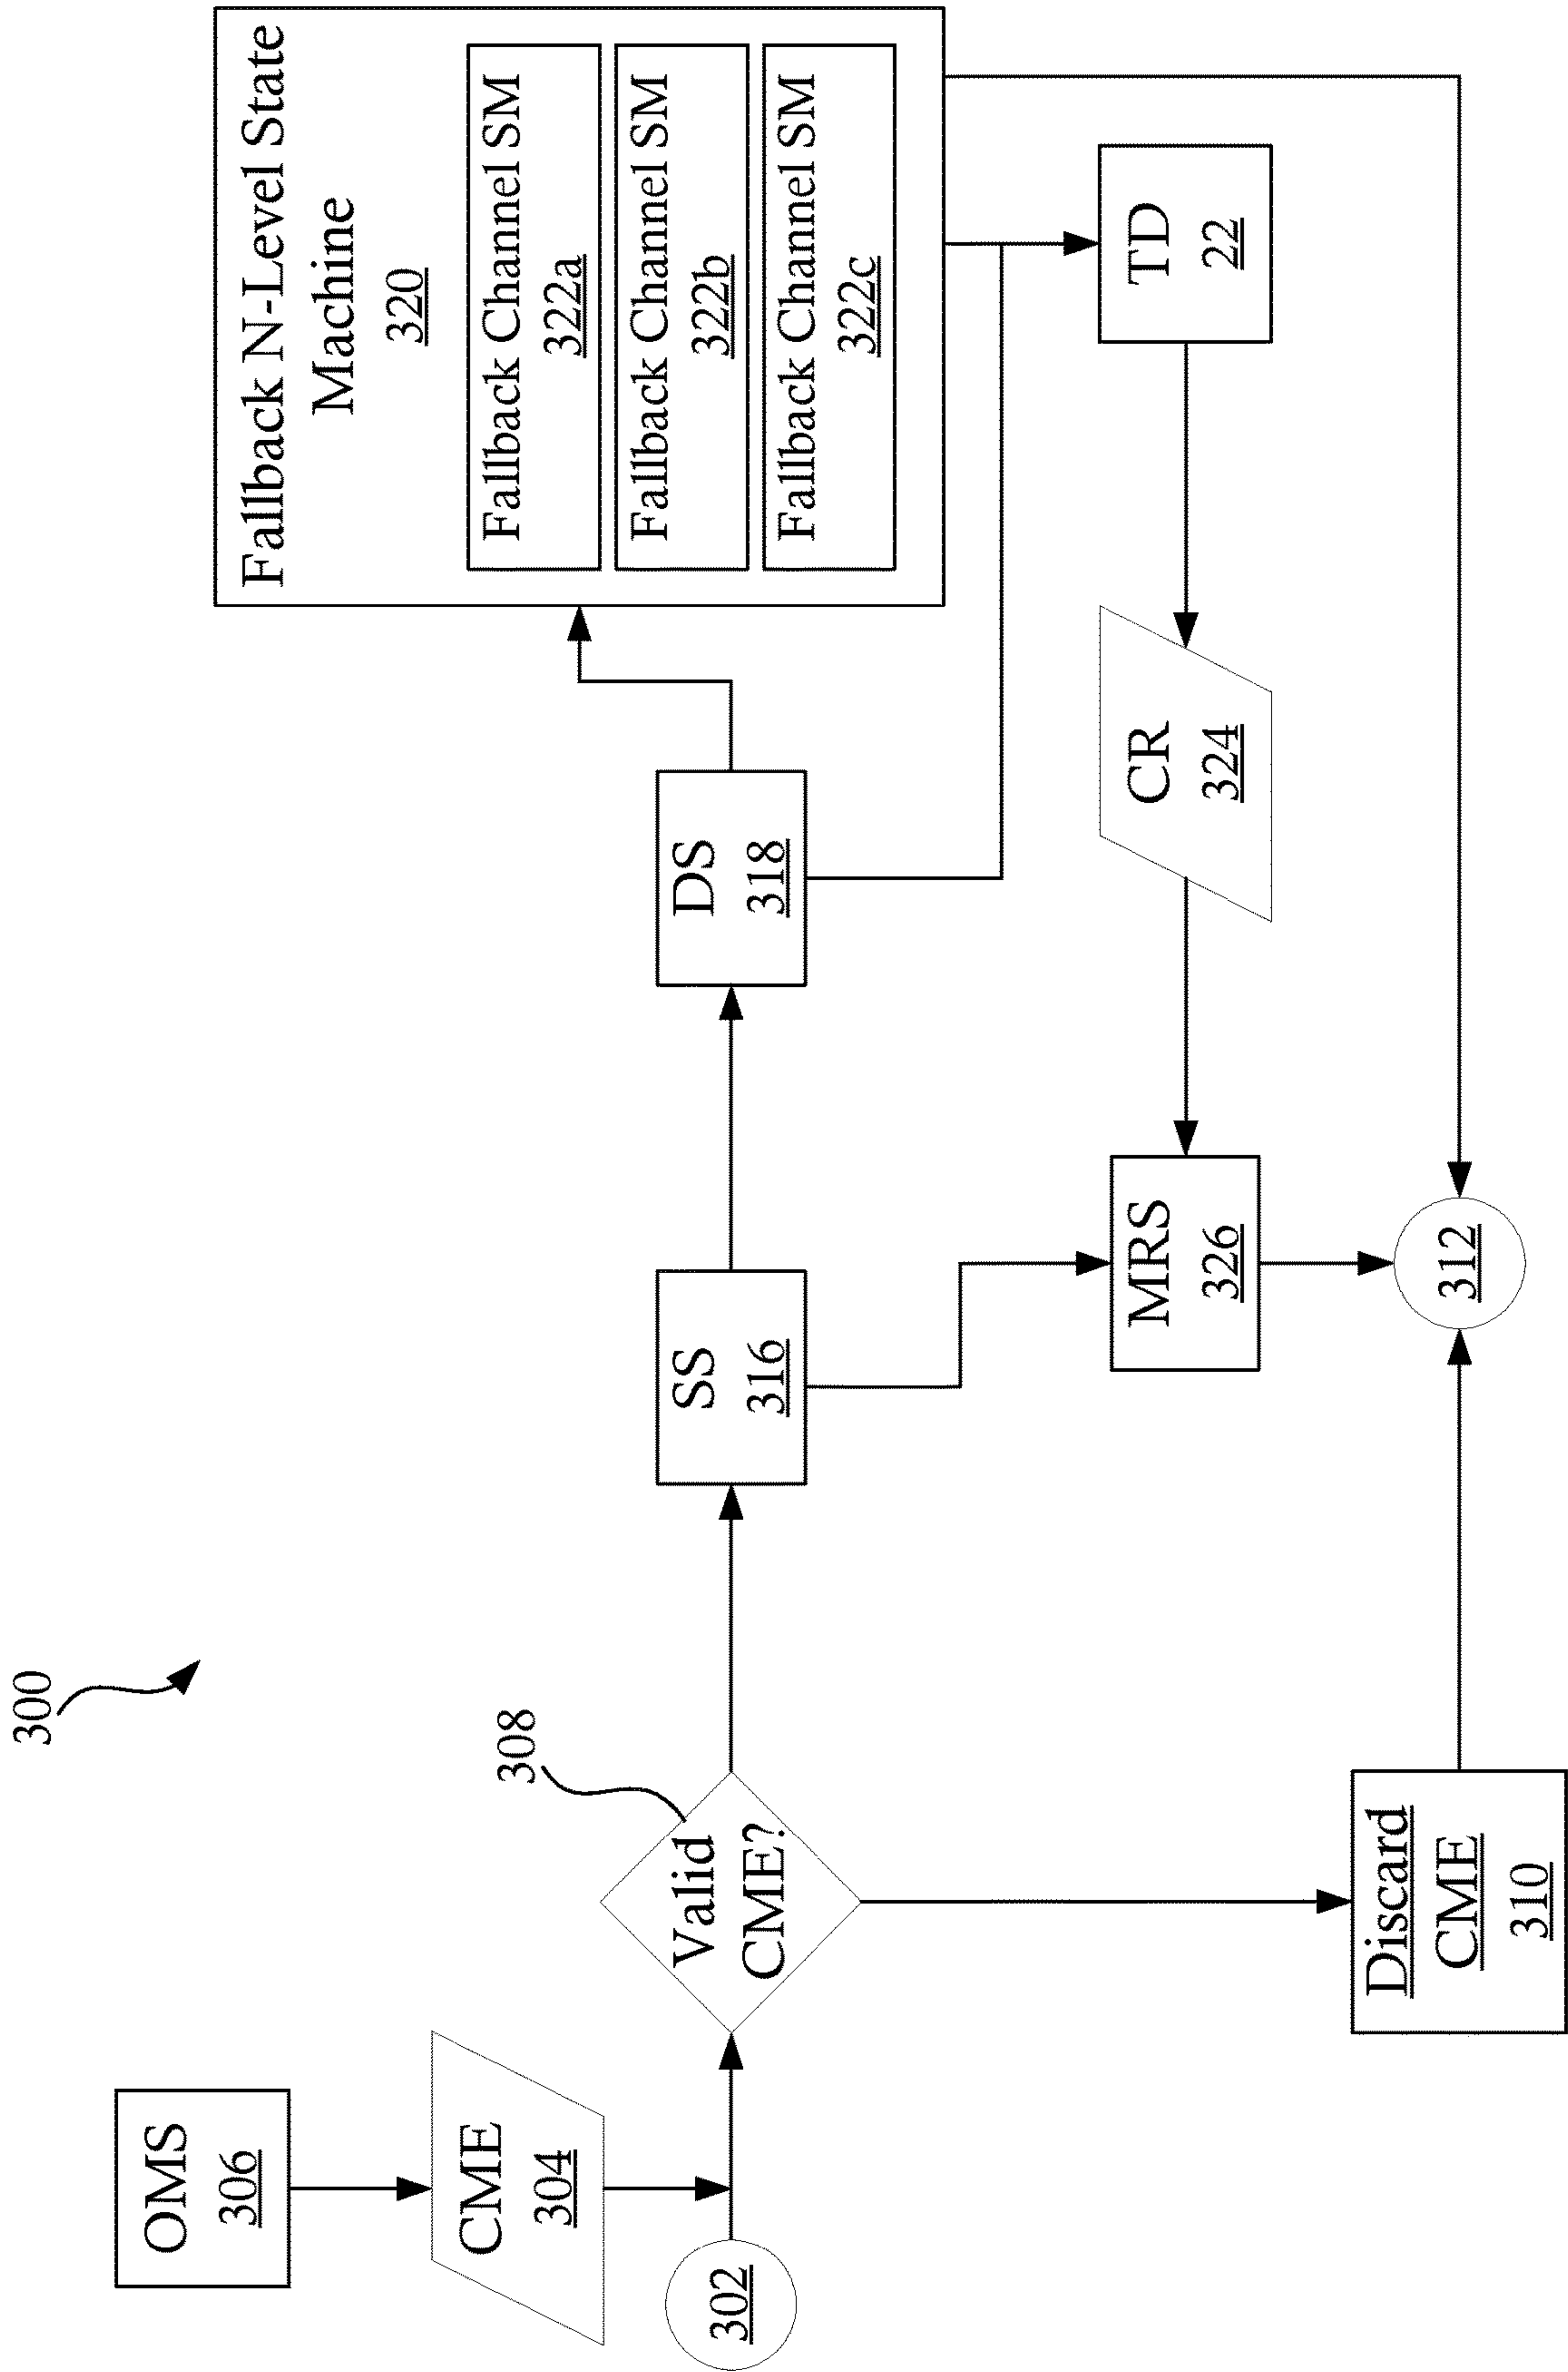 300
OMS
306
CME
304
302
308
Valid
CME?
Discard
CME
310
SS
316
DS
318
Fallback N-Level State
Machine
320
Fallback Channel SM
322a
Fallback Channel SM
322b
Fallback Channel SM
322c
TD
22
CR
324
MRS
326
312